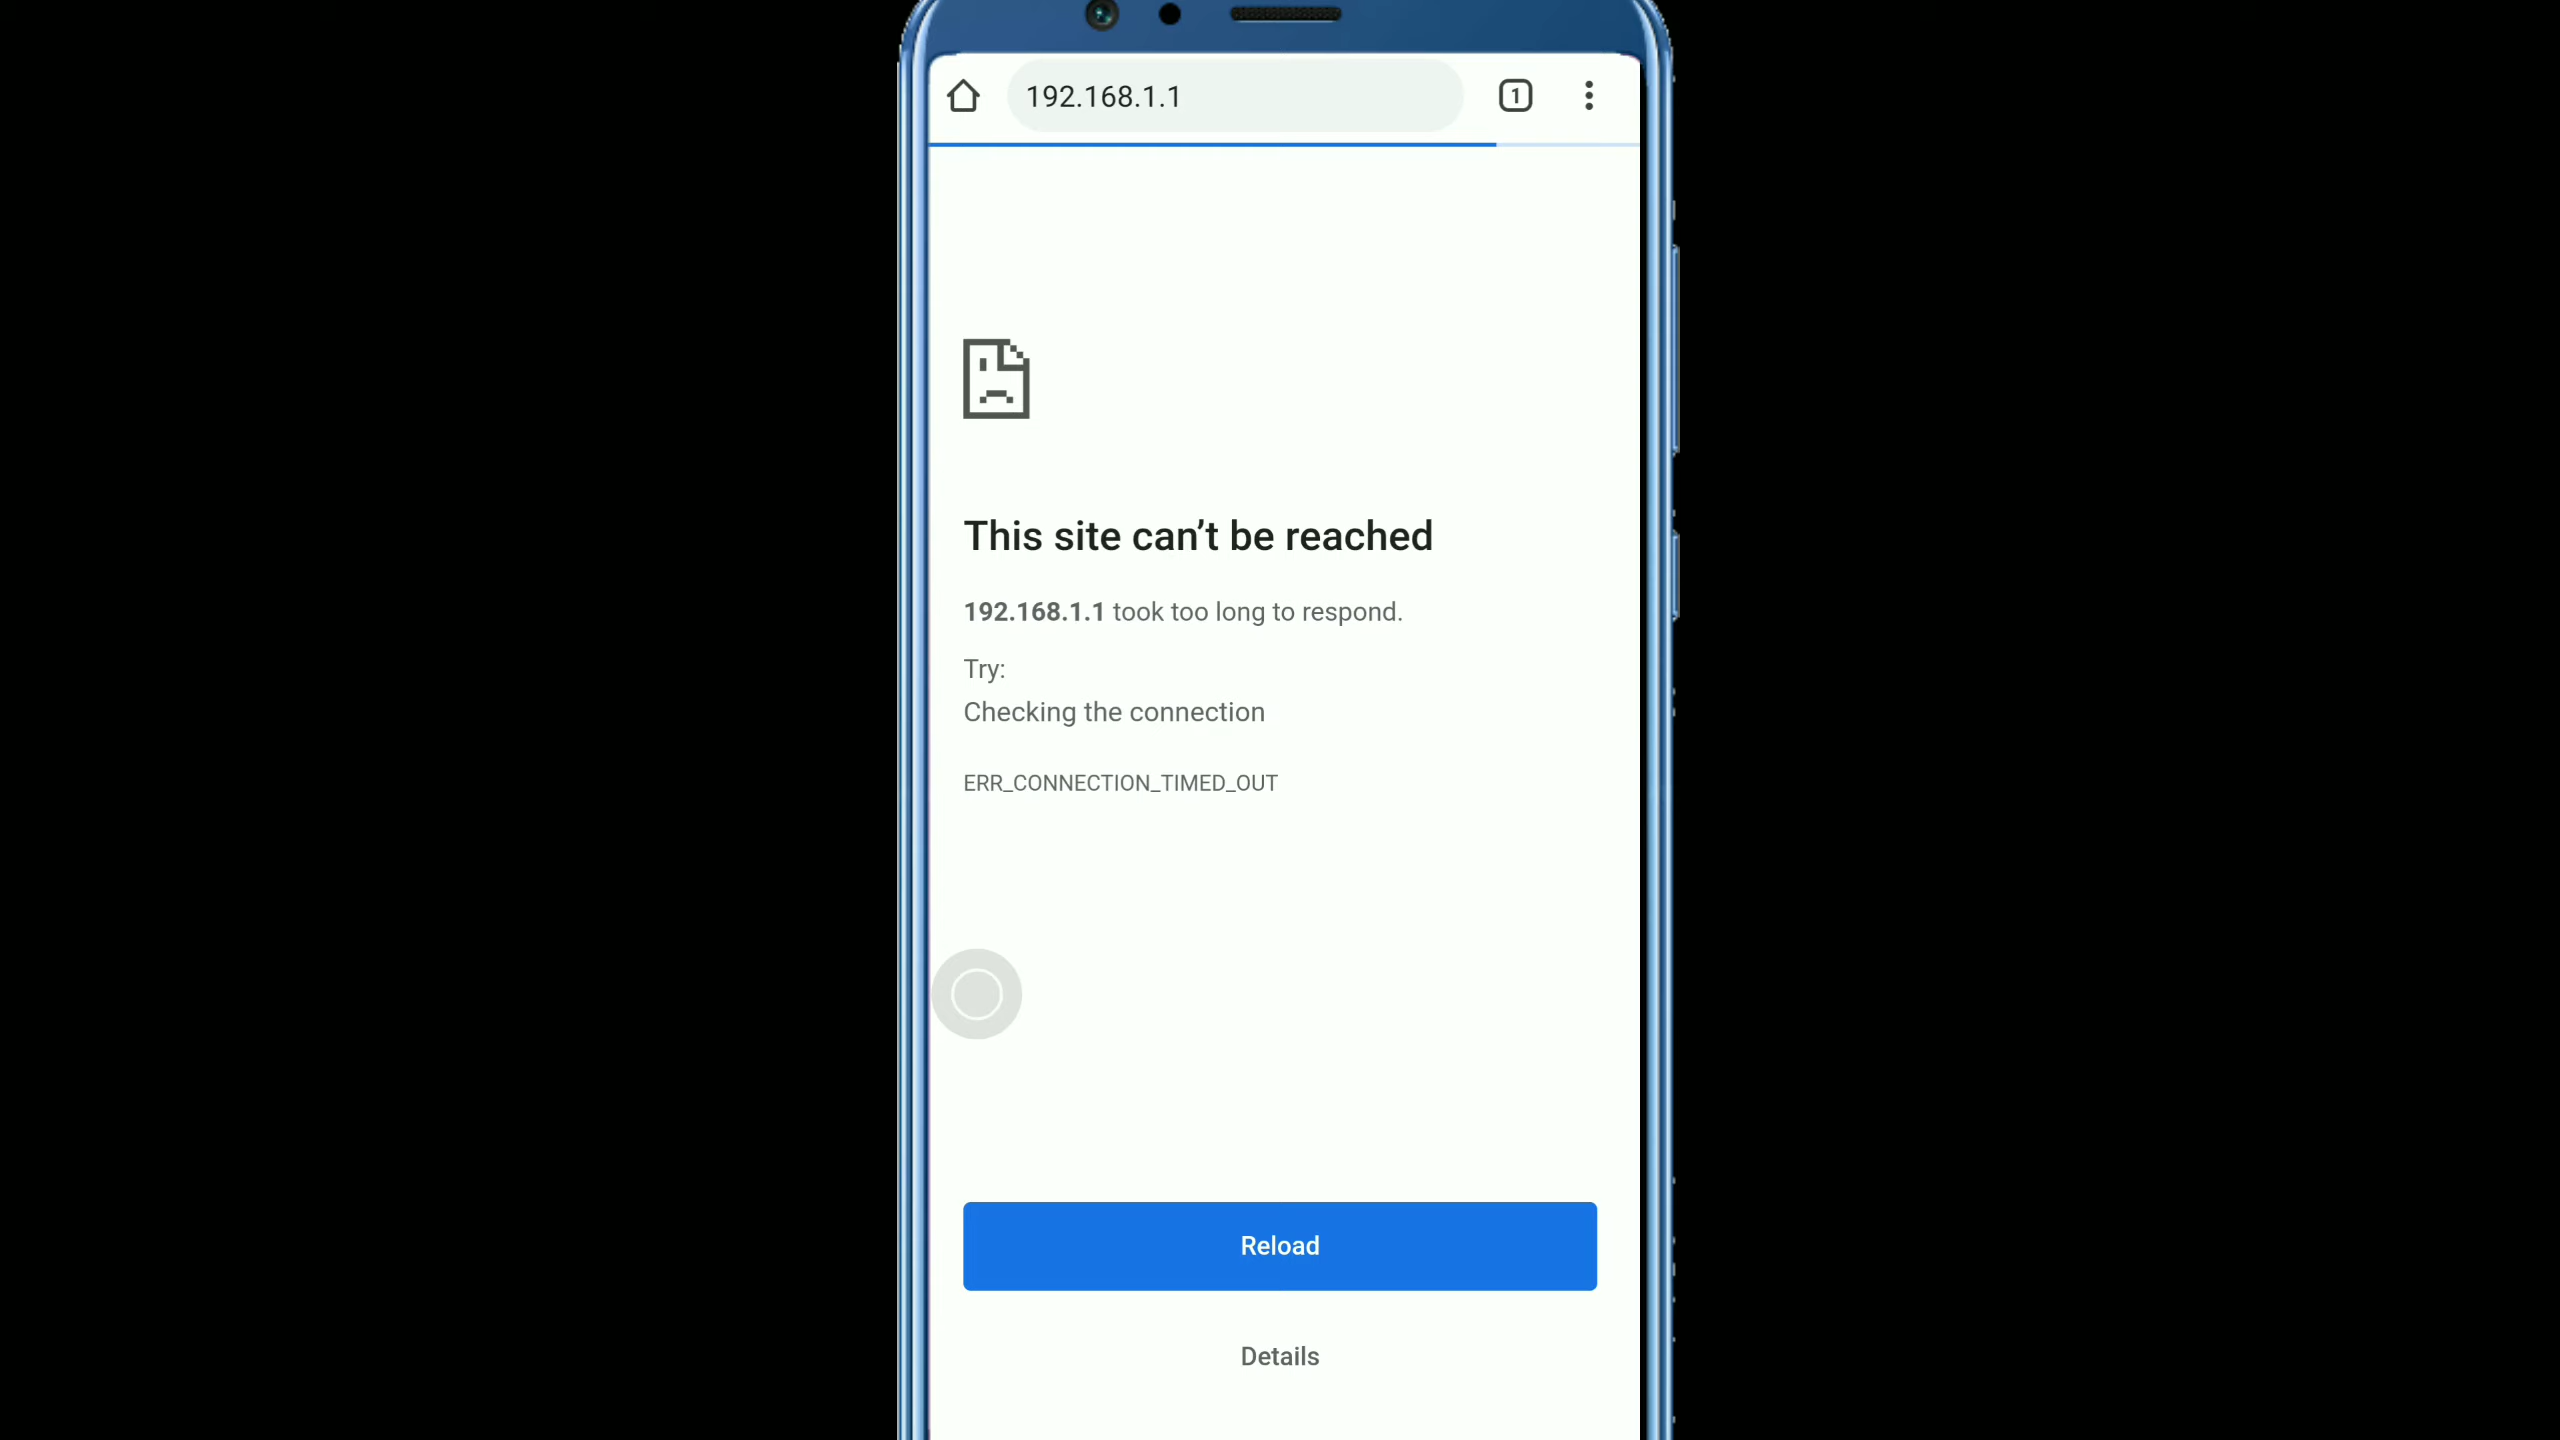 192.168.1.1
1
This site can’t be reached
192.168.1.1 took too long to respond.
Try:
Checking the connection
ERR_CONNECTION_TIMED_OUT
Reload
Details